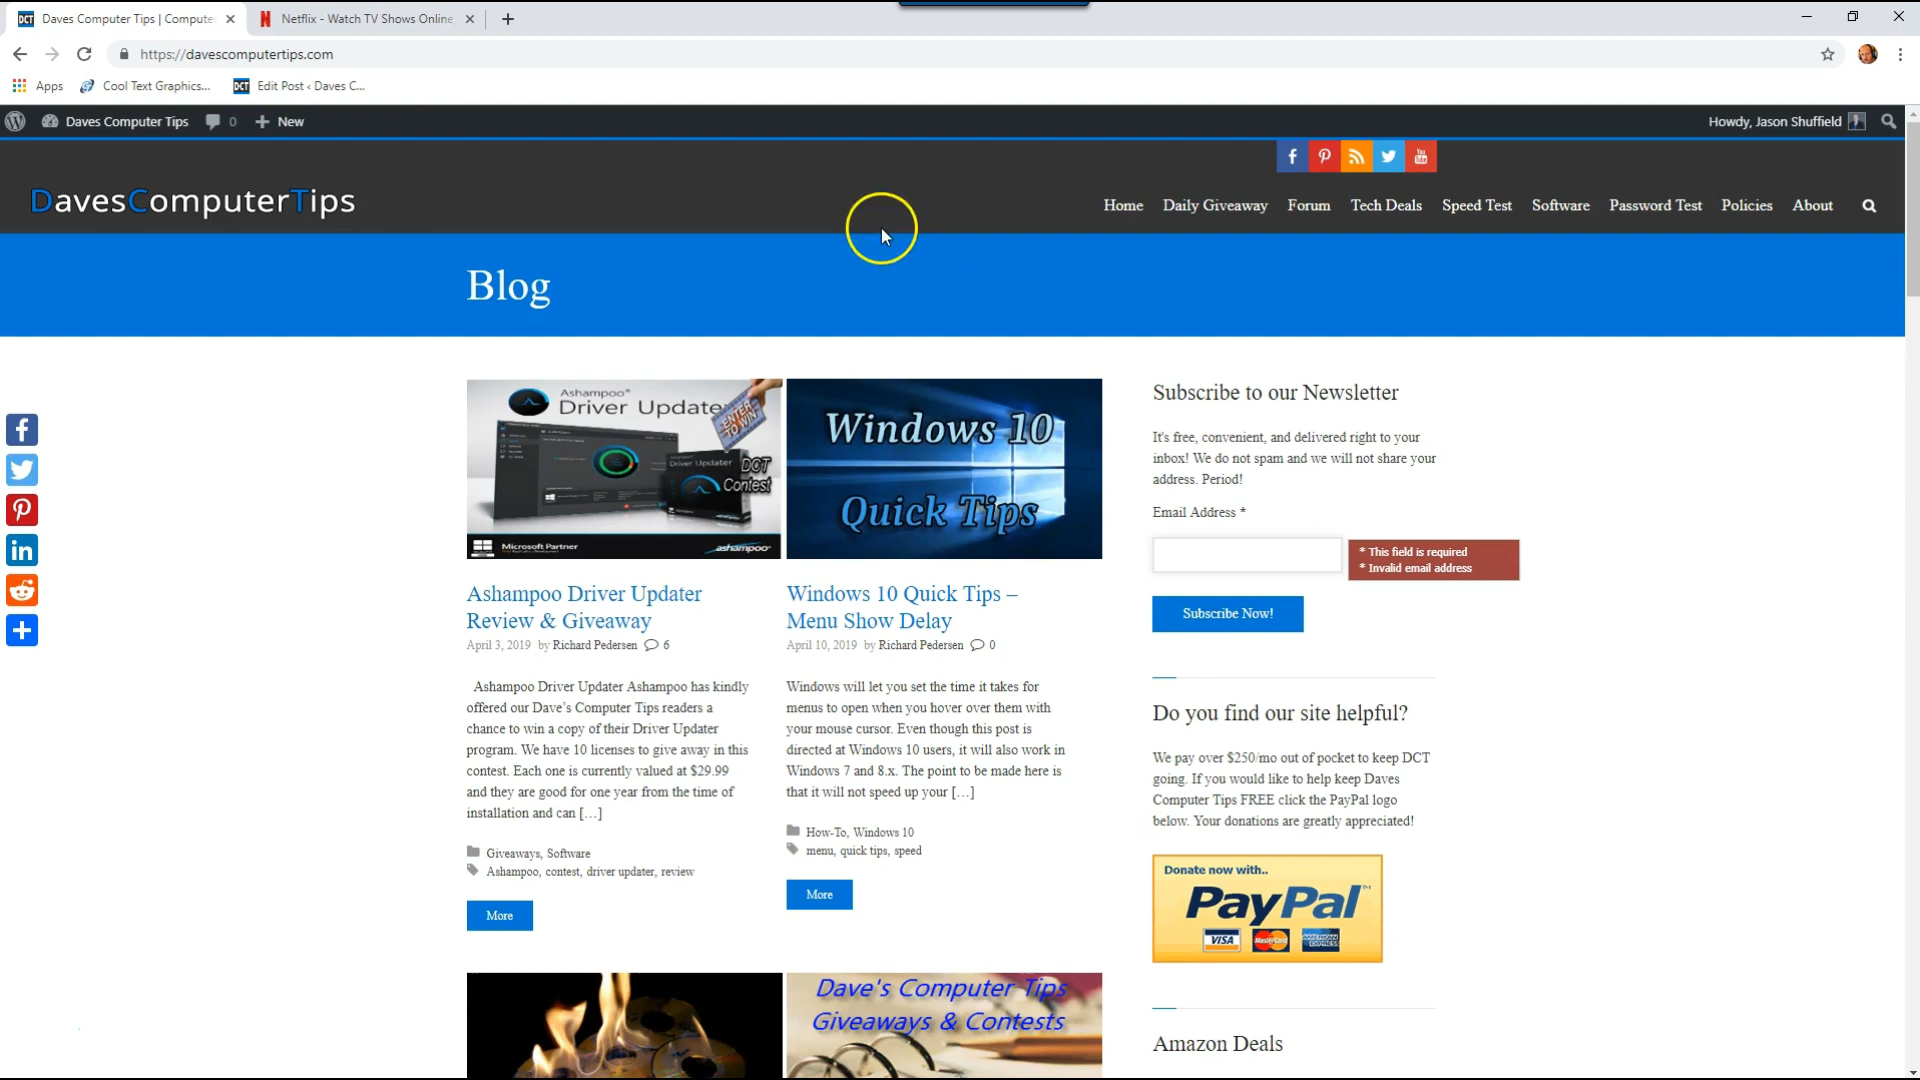 Daves Computer Tips | Compute
Netflix - Watch TV Shows Online,
https://davescomputertips.com
Apps
Cool Text Graphics...
Edit Post ‹ Daves C...
Daves Computer Tips
0
New
Howdy, Jason Shuffield
DavesComputerTips
Home
Daily Giveaway
Forum
Tech Deals
Speed Test
Software
Password Test
Policies
About
Blog
Ashampoo®
Driver Update
ENTER TO WIN
Driver Updater
DCT
Contest
Microsoft Partner
ashampoo®
Ashampoo Driver Updater
Review & Giveaway
April 3, 2019 by Richard Pedersen 6
Ashampoo Driver Updater Ashampoo has kindly
offered our Dave's Computer Tips readers a
chance to win a copy of their Driver Updater
program. We have 10 licenses to give away in this
contest. Each one is currently valued at $29.99
and they are good for one year from the time of
installation and can […]
Giveaways, Software
Ashampoo, contest, driver updater, review
More
Windows 10
Quick Tips
Windows 10 Quick Tips –
Menu Show Delay
April 10, 2019 by Richard Pedersen 0
Windows will let you set the time it takes for
menus to open when you hover over them with
your mouse cursor. Even though this post is
directed at Windows 10 users, it will also work in
Windows 7 and 8.x. The point to be made here is
that it will not speed up your […]
How-To, Windows 10
menu, quick tips, speed
More
Dave's Computer Tips
Giveaways & Contests
Subscribe to our Newsletter
It's free, convenient, and delivered right to your
inbox! We do not spam and we will not share your
address. Period!
Email Address *
* This field is required
* Invalid email address
Subscribe Now!
Do you find our site helpful?
We pay over $250/mo out of pocket to keep DCT
going. If you would like to help keep Daves
Computer Tips FREE click the PayPal logo
below. Your donations are greatly appreciated!
Donate now with..
PayPal™
VISA
MasterCard
AMERICAN EXPRESS
Amazon Deals